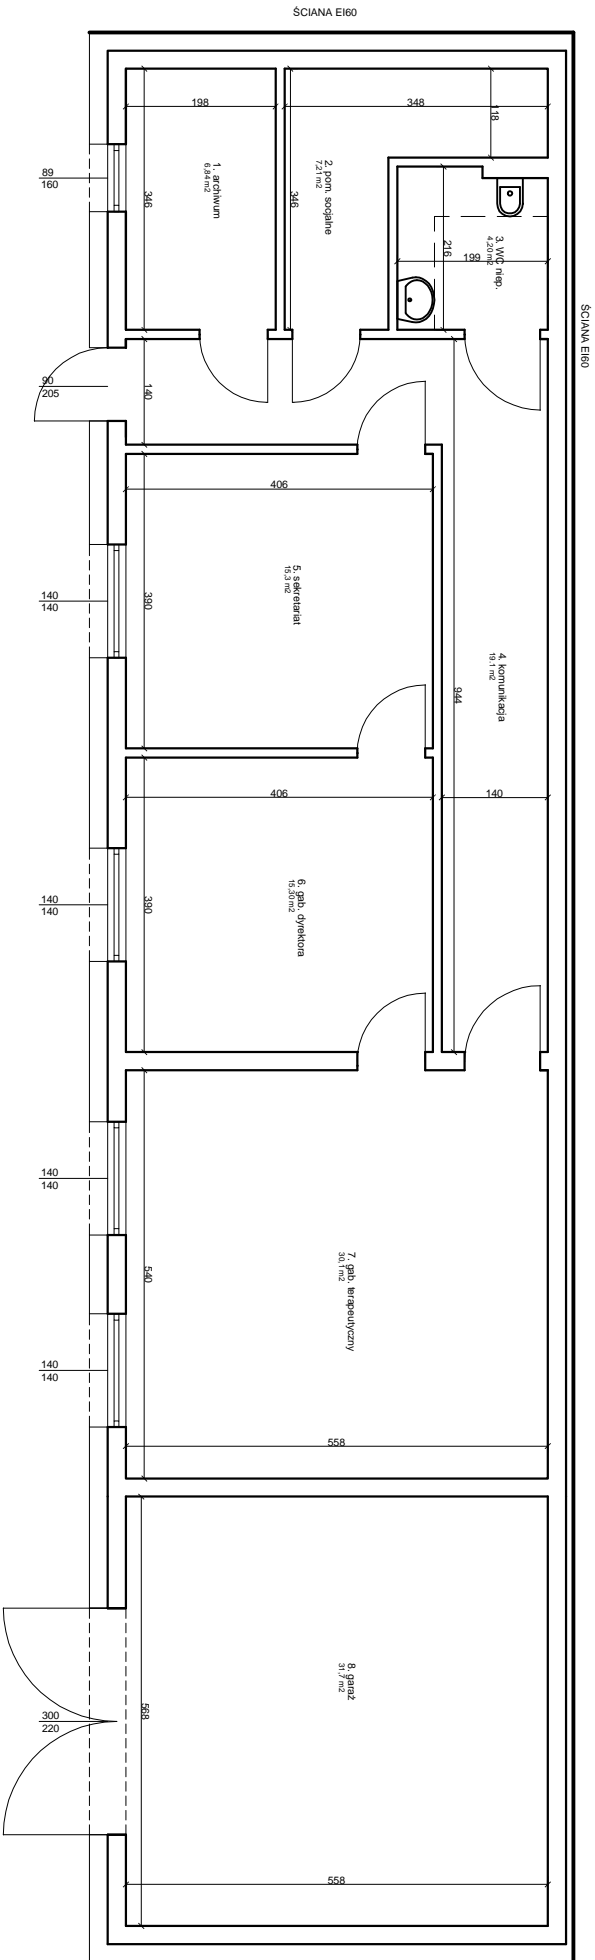 ŚCIANA EI60
198
348
118
89
160
1. archiwum
6,84 m2
2. pom. socjalne
7,21 m2
346
346
216
199
3. WC niep.
4,20 m2
ŚCIANA EI60
90
205
140
406
5. sekretariat
15,3 m2
390
140
140
4. komunikacja
19,1 m2
944
406
140
6. gab. dyrektora
15,30 m2
390
140
140
140
140
7. gab. terapeutyczny
30,1 m2
540
140
140
558
8. garaż
31,7 m2
568
300
220
558